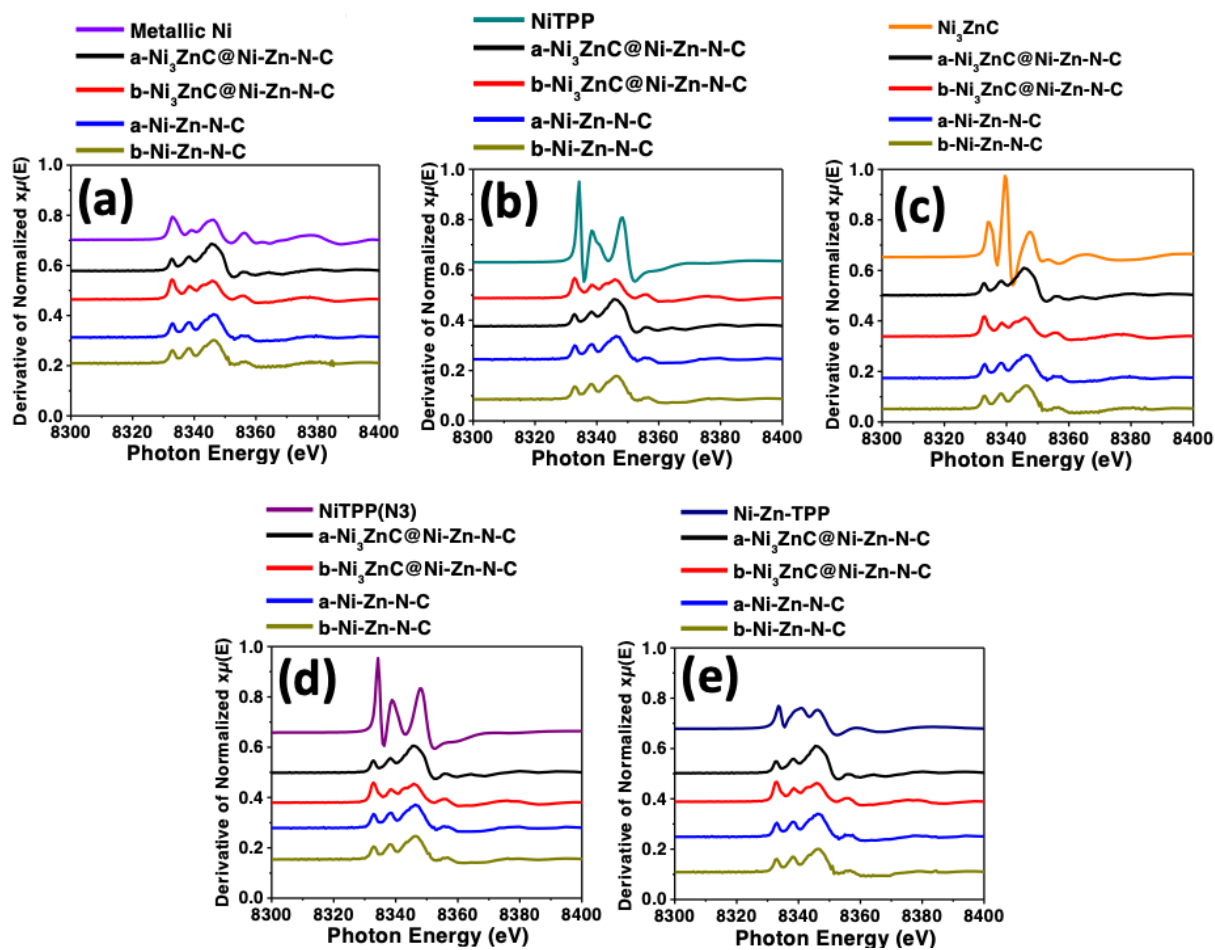 Metallic Ni
a-Ni₃ZnC@Ni-Zn-N-C
b-Ni₃ZnC@Ni-Zn-N-C
a-Ni-Zn-N-C
b-Ni-Zn-N-C
(a)
Derivative of Normalized xμ(E)
1.0
0.8
0.6
0.4
0.2
0.0
8300 8320 8340 8360 8380 8400
Photon Energy (eV)
NiTPP
a-Ni₃ZnC@Ni-Zn-N-C
b-Ni₃ZnC@Ni-Zn-N-C
a-Ni-Zn-N-C
b-Ni-Zn-N-C
(b)
Derivative of Normalized xμ(E)
1.0
0.8
0.6
0.4
0.2
0.0
8300 8320 8340 8360 8380 8400
Photon Energy (eV)
Ni₃ZnC
a-Ni₃ZnC@Ni-Zn-N-C
b-Ni₃ZnC@Ni-Zn-N-C
a-Ni-Zn-N-C
b-Ni-Zn-N-C
(c)
Derivative of Normalized xμ(E)
1.0
0.8
0.6
0.4
0.2
0.0
8300 8320 8340 8360 8380 8400
Photon Energy (eV)
NiTPP(N3)
a-Ni₃ZnC@Ni-Zn-N-C
b-Ni₃ZnC@Ni-Zn-N-C
a-Ni-Zn-N-C
b-Ni-Zn-N-C
(d)
Derivative of Normalized xμ(E)
1.0
0.8
0.6
0.4
0.2
0.0
8300 8320 8340 8360 8380 8400
Photon Energy (eV)
Ni-Zn-TPP
a-Ni₃ZnC@Ni-Zn-N-C
b-Ni₃ZnC@Ni-Zn-N-C
a-Ni-Zn-N-C
b-Ni-Zn-N-C
(e)
Derivative of Normalized xμ(E)
1.0
0.8
0.6
0.4
0.2
0.0
8300 8320 8340 8360 8380 8400
Photon Energy (eV)